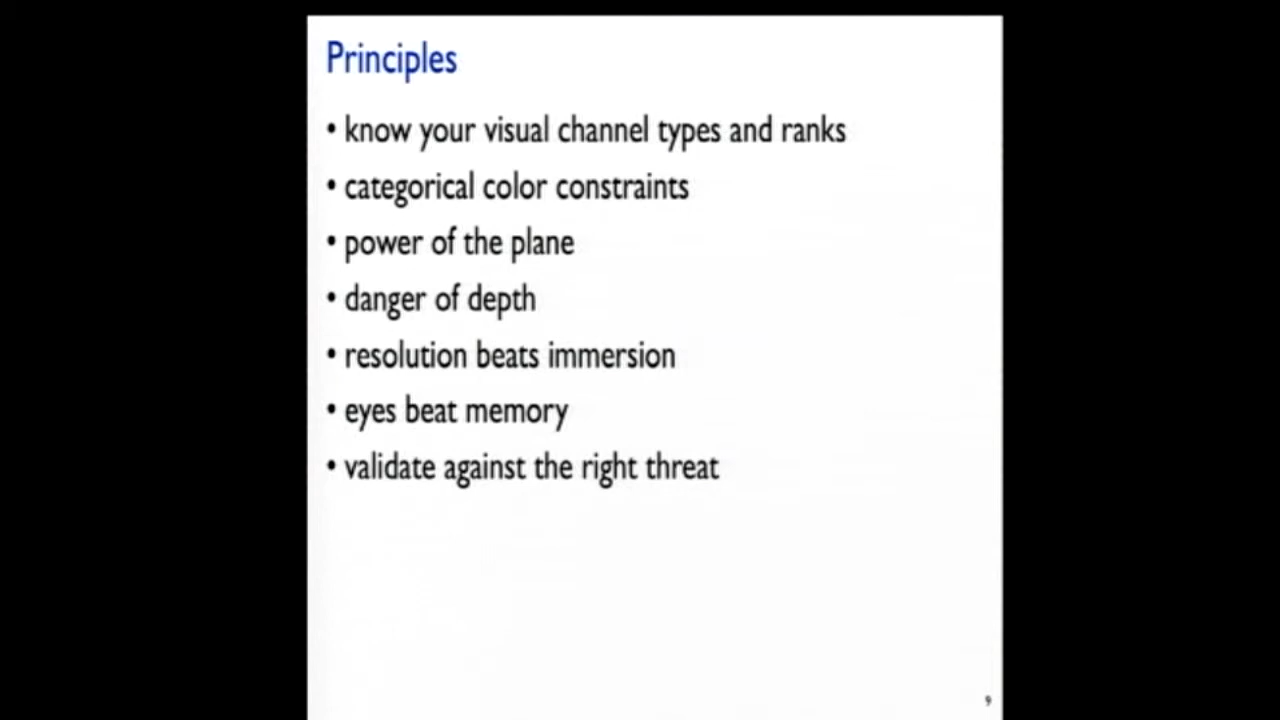 Principles
• know your visual channel types and ranks
• categorical color constraints
• power of the plane
• danger of depth
• resolution beats immersion
• eyes beat memory
• validate against the right threat
9